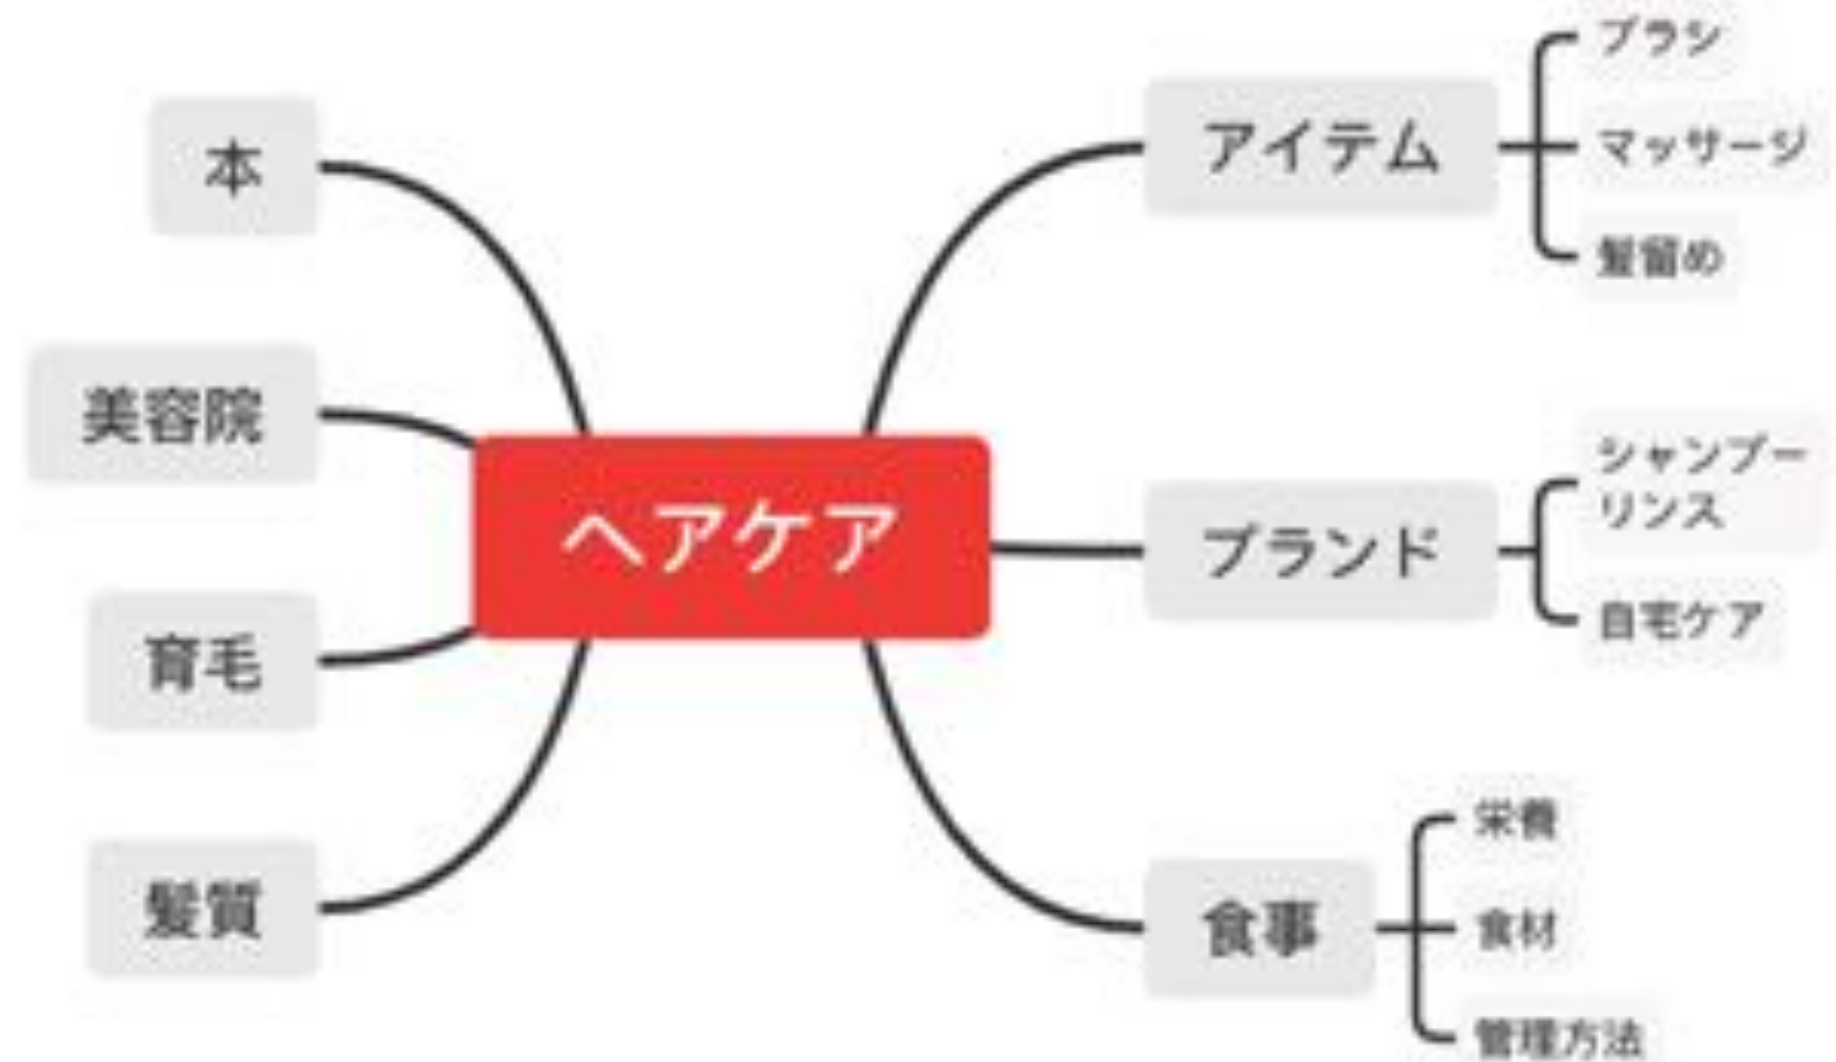 本
美容院
育毛
髪質
ヘアケア
アイテム
ブラシ
マッサージ
髪留め
ブランド
シャンプー
リンス
自宅ケア
食事
栄養
食材
管理方法